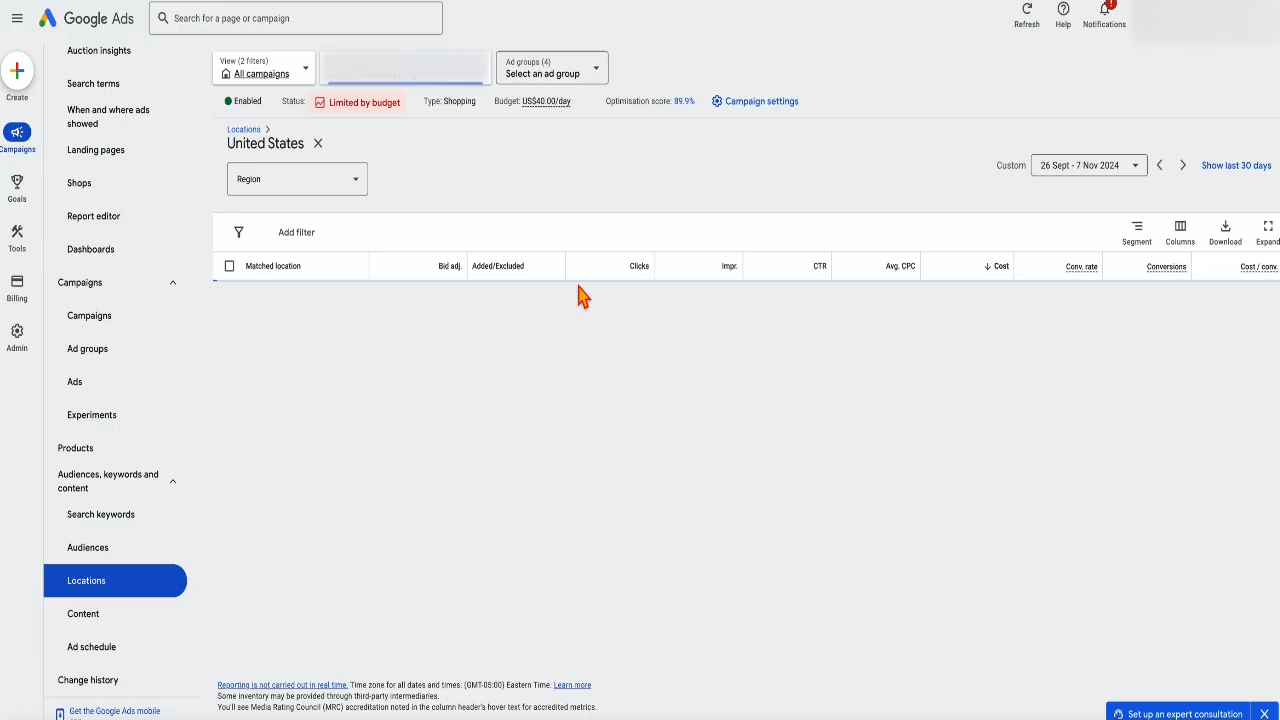 Google Ads
Search for a page or campaign
Refresh
Help
!
Notifications
Create
Campaigns
Goals
Tools
Billing
Admin
Auction insights
Search terms
When and where ads
showed
Landing pages
Shops
Report editor
Dashboards
Campaigns
Campaigns
Ad groups
Ads
Experiments
Products
Audiences, keywords and
content
Search keywords
Audiences
Locations
Content
Ad schedule
Change history
Get the Google Ads mobile
View (2 filters)
All campaigns
Ad groups (4)
Select an ad group
Enabled Status: Limited by budget Type: Shopping Budget: US$40.00/day Optimisation score: 89.9% Campaign settings
Locations
United States
Region
Custom 26 Sept - 7 Nov 2024 Show last 30 days
Add filter
Segment Columns Download Expand
Matched location Bid adj. Added/Excluded Clicks Impr. CTR Avg. CPC Cost Conv. rate Conversions Cost / conv.
Reporting is not carried out in real time. Time zone for all dates and times: (GMT-05:00) Eastern Time. Learn more
Some inventory may be provided through third-party intermediaries.
You'll see Media Rating Council (MRC) accreditation noted in the column header's hover text for accredited metrics.
Set up an expert consultation